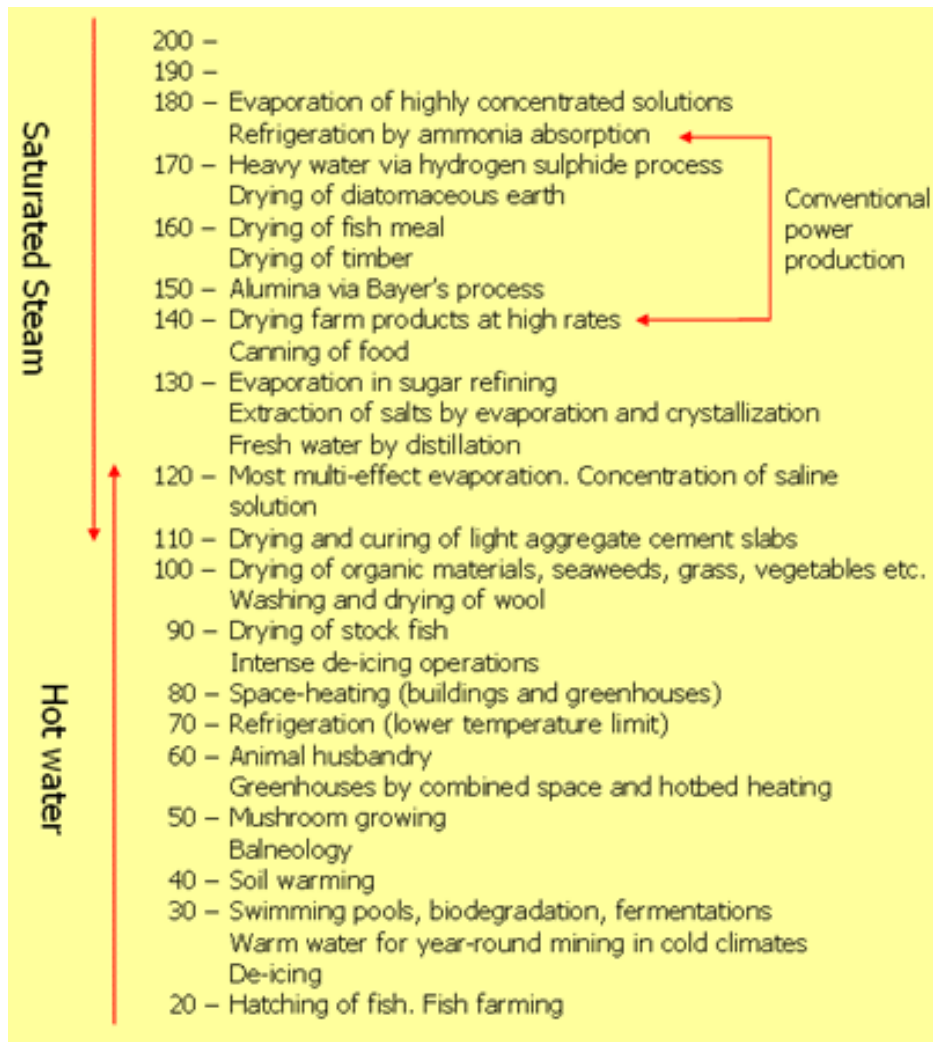 200 –
190 –
180 – Evaporation of highly concentrated solutions
Refrigeration by ammonia absorption
170 – Heavy water via hydrogen sulphide process
Drying of diatomaceous earth
160 – Drying of fish meal
Drying of timber
150 – Alumina via Bayer's process
140 – Drying farm products at high rates
Canning of food
130 – Evaporation in sugar refining
Extraction of salts by evaporation and crystallization
Fresh water by distillation
120 – Most multi-effect evaporation. Concentration of saline
solution
110 – Drying and curing of light aggregate cement slabs
100 – Drying of organic materials, seaweeds, grass, vegetables etc.
Washing and drying of wool
90 – Drying of stock fish
Intense de-icing operations
80 – Space-heating (buildings and greenhouses)
70 – Refrigeration (lower temperature limit)
60 – Animal husbandry
Greenhouses by combined space and hotbed heating
50 – Mushroom growing
Balneology
40 – Soil warming
30 – Swimming pools, biodegradation, fermentations
Warm water for year-round mining in cold climates
De-icing
20 – Hatching of fish. Fish farming
Saturated Steam
Hot water
Conventional
power
production